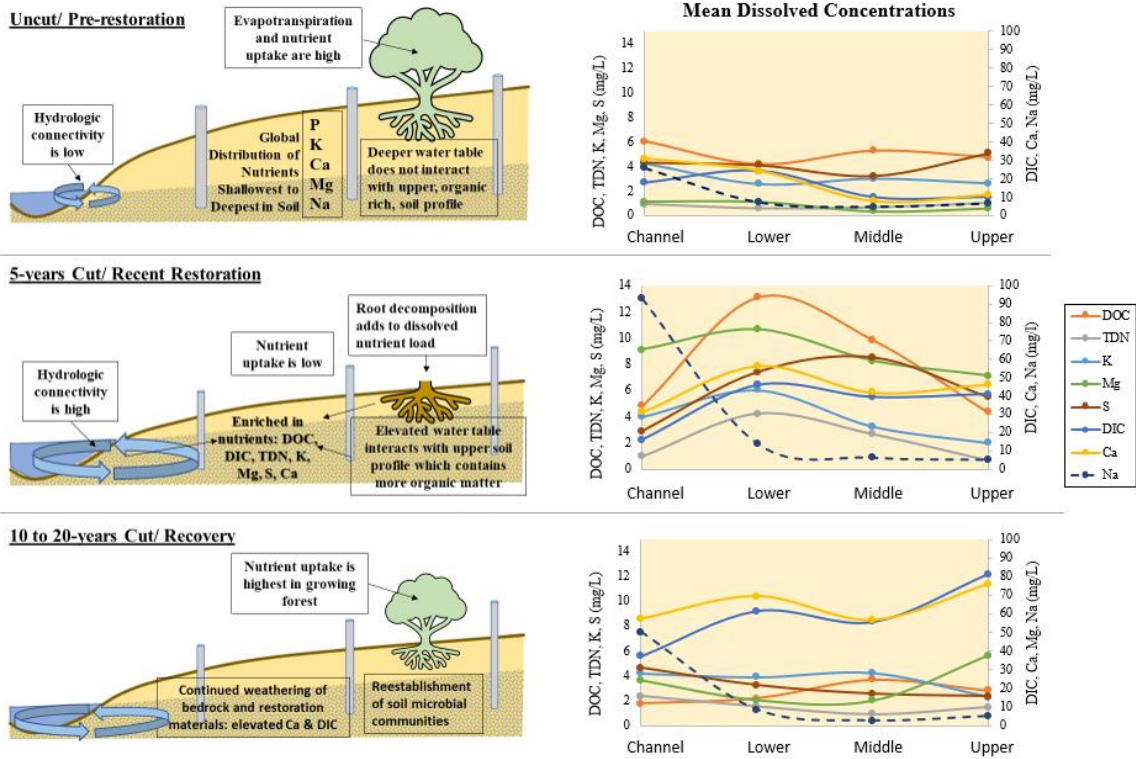 Uncut/ Pre-restoration
Evapotranspiration
and nutrient
uptake are high
Hydrologic
connectivity
is low
Global
Distribution of
Nutrients
Shallowest to
Deepest in Soil
P
K
Ca
Mg
Na
Deeper water table
does not interact
with upper, organic
rich, soil profile
Mean Dissolved Concentrations
DOC, TDN, K, Mg, S (mg/L)
14
12
10
8
6
4
2
0
100
90
80
70
60
50
40
30
20
10
0
DIC, Ca, Na (mg/L)
Channel Lower Middle Upper
5-years Cut/ Recent Restoration
Root decomposition
adds to dissolved
nutrient load
Nutrient
uptake is low
Hydrologic
connectivity
is high
Enriched in
nutrients: DOC,
DIC, TDN, K,
Mg, S, Ca
Elevated water table
interacts with upper soil
profile which contains
more organic matter
DOC, TDN, K, Mg, S (mg/L)
14
12
10
8
6
4
2
0
100
90
80
70
60
50
40
30
20
10
0
DIC, Ca, Na (mg/l)
Channel Lower Middle Upper
DOC
TDN
K
Mg
S
DIC
Ca
Na
10 to 20-years Cut/ Recovery
Nutrient uptake is
highest in growing
forest
Continued weathering of
bedrock and restoration
materials: elevated Ca & DIC
Reestablishment
of soil microbial
communities
DOC, TDN, K, S (mg/L)
14
12
10
8
6
4
2
0
100
90
80
70
60
50
40
30
20
10
0
DIC, Ca, Mg, Na (mg/L)
Channel Lower Middle Upper